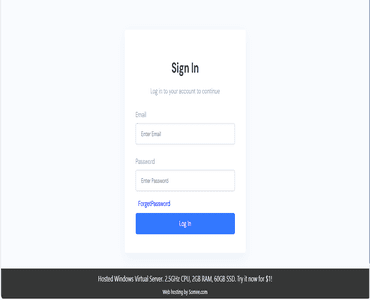 Sign In
Log in to your account to continue
Email
Enter Email
Password
Enter Password
ForgetPassword
Log In
Hosted Windows Virtual Server. 2.5GHz CPU, 2GB RAM, 60GB SSD. Try it now for $1!
Web hosting by Somee.com